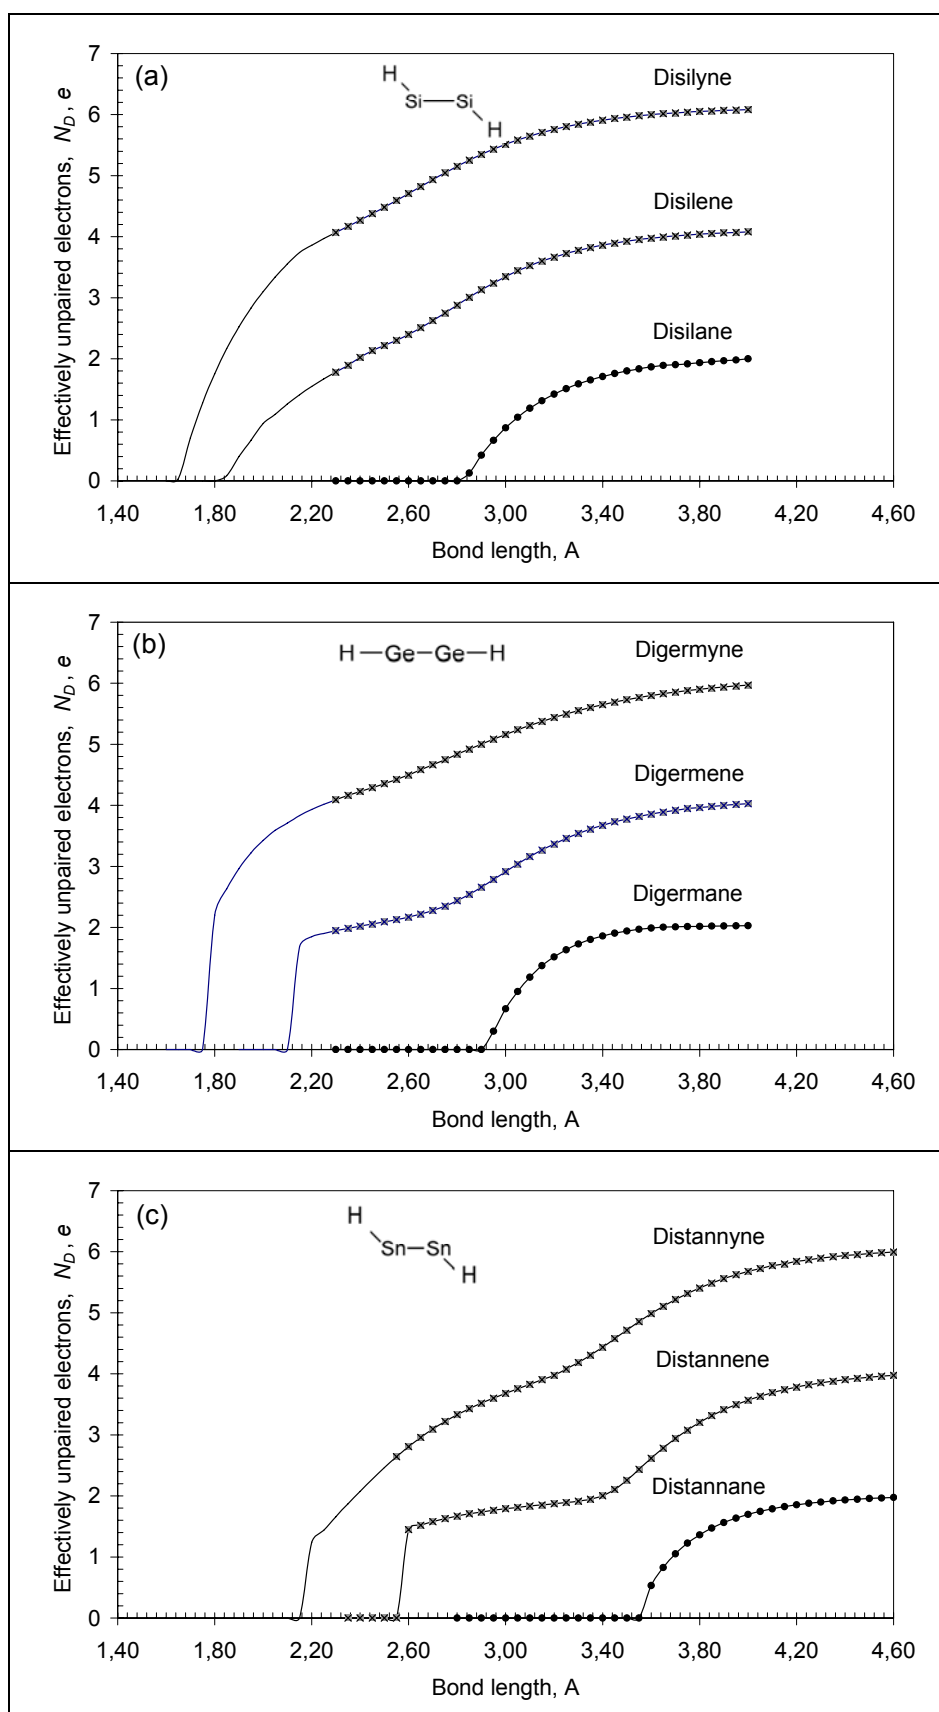 (a)
Effectively unpaired electrons, N_D, e
7
6
5
4
3
2
1
0
H
Si Si
H
Disilyne
Disilene
Disilane
1,40 1,80 2,20 2,60 3,00 3,40 3,80 4,20 4,60
Bond length, A
(b)
Effectively unpaired electrons, N_D, e
7
6
5
4
3
2
1
0
H Ge Ge H
Digermyne
Digermene
Digermane
1,40 1,80 2,20 2,60 3,00 3,40 3,80 4,20 4,60
Bond length, A
(c)
Effectively unpaired electrons, N_D, e
7
6
5
4
3
2
1
0
H
Sn Sn
H
Distannyne
Distannene
Distannane
1,40 1,80 2,20 2,60 3,00 3,40 3,80 4,20 4,60
Bond length, A